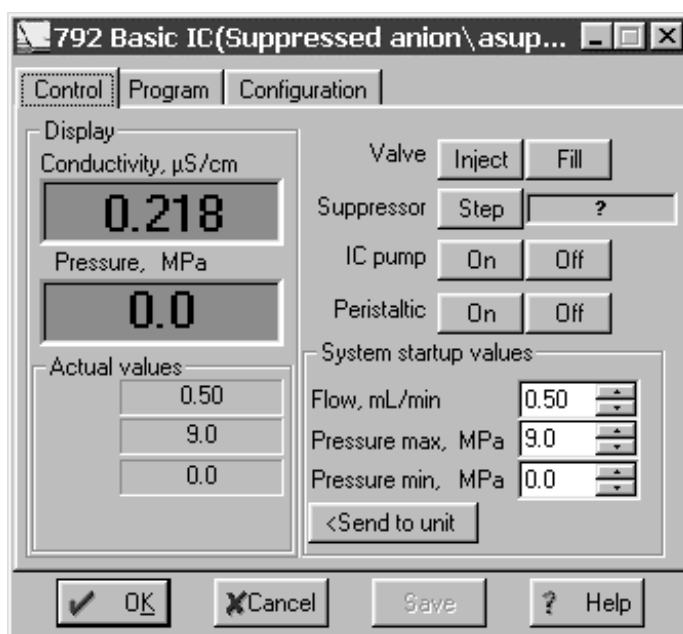 792 Basic IC(Suppressed anion\asup...
Control Program Configuration
Display
Conductivity, µS/cm
0.218
Pressure, MPa
0.0
Actual values
0.50
9.0
0.0
Valve Inject Fill
Suppressor Step ?
IC pump On Off
Peristaltic On Off
System startup values
Flow, mL/min 0.50
Pressure max, MPa 9.0
Pressure min, MPa 0.0
<Send to unit
OK Cancel Save ? Help